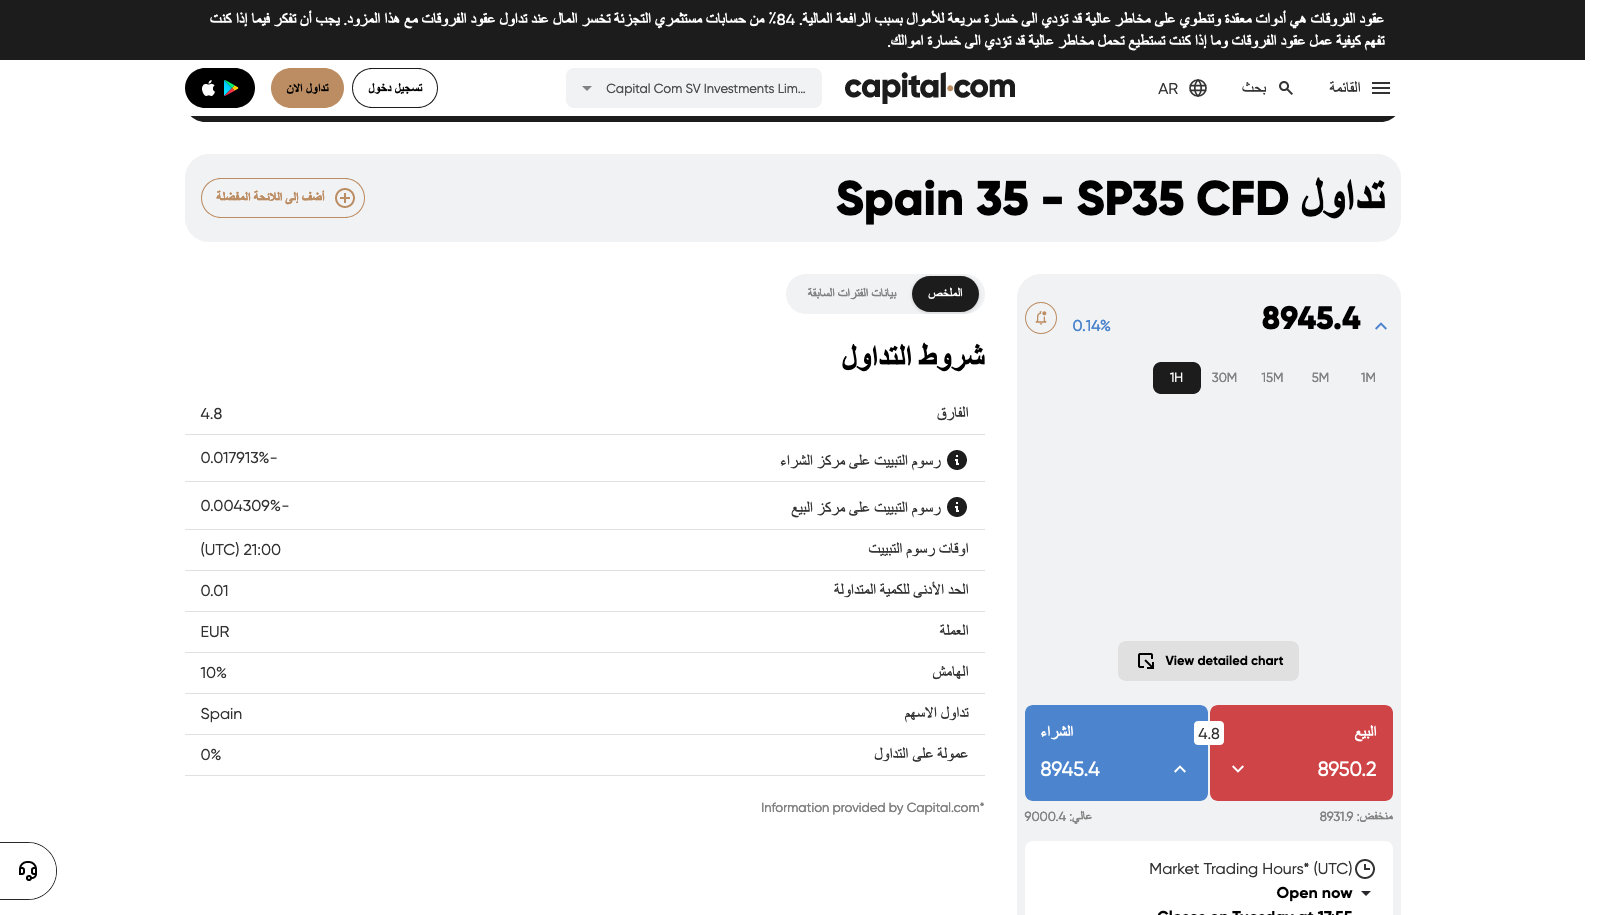 عقود الفروقات هي أدوات معقدة وتنطوي على مخاطر عالية قد تؤدي الى خسارة سريعة للأموال بسبب الرافعة المالية. 84٪ من حسابات مستثمري التجزئة تخسر المال عند تداول عقود الفروقات مع هذا المزود. يجب أن تفكر فيما إذا كنت
تفهم كيفية عمل عقود الفروقات وما إذا كنت تستطيع تحمل مخاطر عالية قد تؤدي الى خسارة اموالك.
القائمة
بحث
AR
capital.com
Capital Com SV Investments Lim...
تسجيل دخول
تداول الان
تداول Spain 35 - SP35 CFD
أضف إلى اللائحة المفضلة
8945.4
0.14%
1M 5M 15M 30M 1H
View detailed chart
البيع
8950.2
4.8
الشراء
8945.4
منخفض: 8931.9
عالي: 9000.4
Market Trading Hours* (UTC)
Open now
Closes on Tuesday at 17:55
الملخص
بيانات الفترات السابقة
شروط التداول
الفارق 4.8
رسوم التبييت على مركز الشراء -0.017913%
رسوم التبييت على مركز البيع -0.004309%
اوقات رسوم التبييت 21:00 (UTC)
الحد الأدنى للكمية المتداولة 0.01
العملة EUR
الهامش 10%
تداول الاسهم Spain
عمولة على التداول 0%
Information provided by Capital.com*